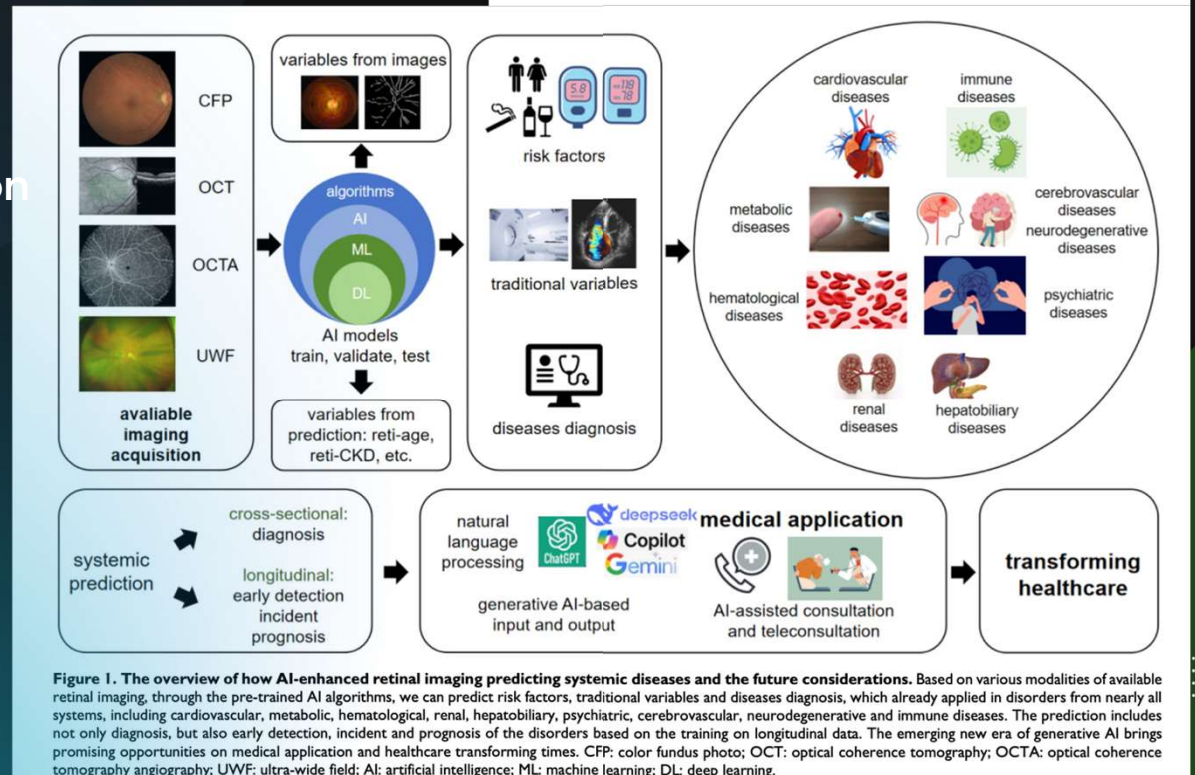 on
CFP
OCT
OCTA
UWF
avaliable
imaging
acquisition
variables from images
algorithms
AI
ML
DL
AI models
train, validate, test
variables from
prediction: reti-age,
reti-CKD, etc.
5.8
118
78
risk factors
traditional variables
diseases diagnosis
cardiovascular
diseases
immune
diseases
metabolic
diseases
cerebrovascular
diseases
neurodegenerative
diseases
hematological
diseases
psychiatric
diseases
renal
diseases
hepatobiliary
diseases
systemic
prediction
cross-sectional:
diagnosis
longitudinal:
early detection
incident
prognosis
natural
language
processing
ChatGPT
deepseek
Copilot
Gemini
generative AI-based
input and output
medical application
AI-assisted consultation
and teleconsultation
transforming
healthcare
Figure 1. The overview of how AI-enhanced retinal imaging predicting systemic diseases and the future considerations. Based on various modalities of available
retinal imaging, through the pre-trained AI algorithms, we can predict risk factors, traditional variables and diseases diagnosis, which already applied in disorders from nearly all
systems, including cardiovascular, metabolic, hematological, renal, hepatobiliary, psychiatric, cerebrovascular, neurodegenerative and immune diseases. The prediction includes
not only diagnosis, but also early detection, incident and prognosis of the disorders based on the training on longitudinal data. The emerging new era of generative AI brings
promising opportunities on medical application and healthcare transforming times. CFP: color fundus photo; OCT: optical coherence tomography; OCTA: optical coherence
tomography angiography; UWF: ultra-wide field; AI: artificial intelligence; ML: machine learning; DL: deep learning.